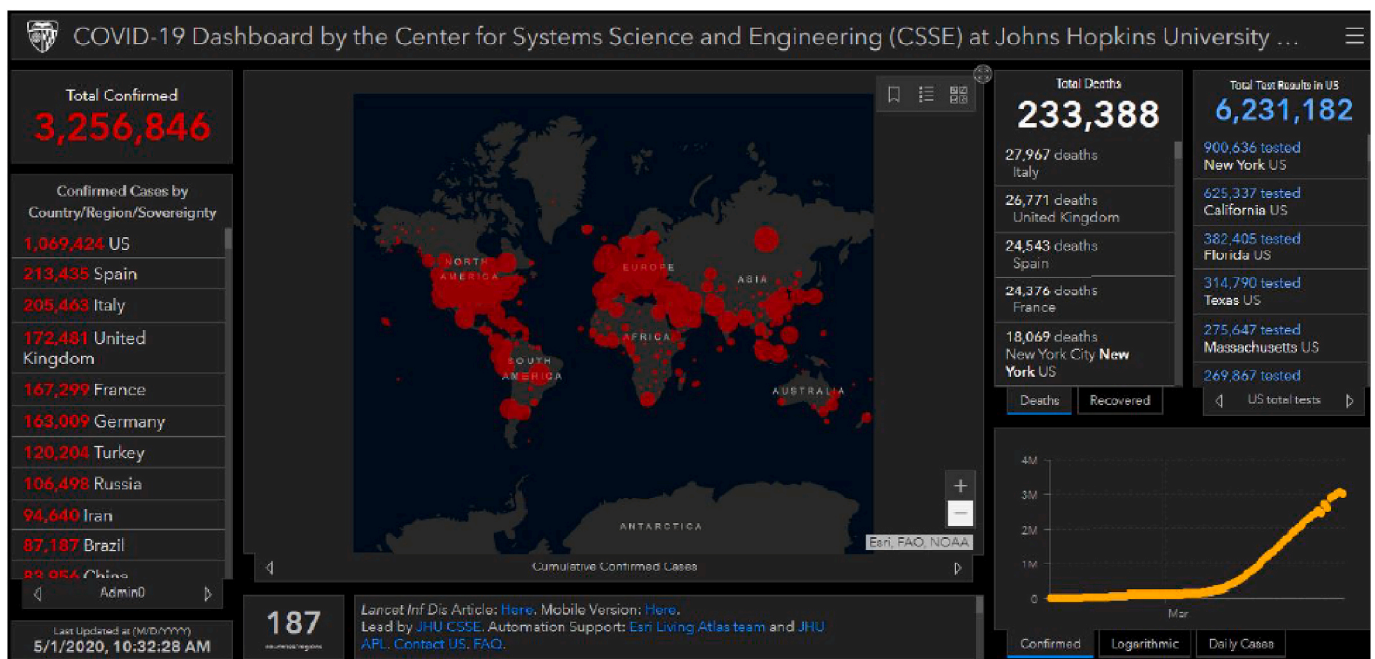 COVID-19 Dashboard by the Center for Systems Science and Engineering (CSSE) at Johns Hopkins University ...
Total Confirmed
3,256,846
Confirmed Cases by
Country/Region/Sovereignty
1,069,424 US
213,435 Spain
205,463 Italy
172,481 United
Kingdom
167,299 France
163,009 Germany
120,204 Turkey
106,498 Russia
94,640 Iran
87,187 Brazil
83,956 China
Admin0
Last Updated at (M/D/YYYY)
5/1/2020, 10:32:28 AM
NORTH
AMERICA
SOUTH
AMERICA
EUROPE
ASIA
AFRICA
AUSTRALIA
ANTARCTICA
Esri, FAO, NOAA
Cumulative Confirmed Cases
187
countries/regions
Lancet Inf Dis Article: Here. Mobile Version: Here.
Lead by JHU CSSE. Automation Support: Esri Living Atlas team and JHU
APL. Contact US. FAQ.
Total Deaths
233,388
27,967 deaths
Italy
26,771 deaths
United Kingdom
24,543 deaths
Spain
24,376 deaths
France
18,069 deaths
New York City New
York US
Deaths
Recovered
Total Test Results in US
6,231,182
900,636 tested
New York US
625,337 tested
California US
382,405 tested
Florida US
314,790 tested
Texas US
275,647 tested
Massachusetts US
269,867 tested
US total tests
4M
3M
2M
1M
0
Mar
Confirmed
Logarithmic
Daily Cases